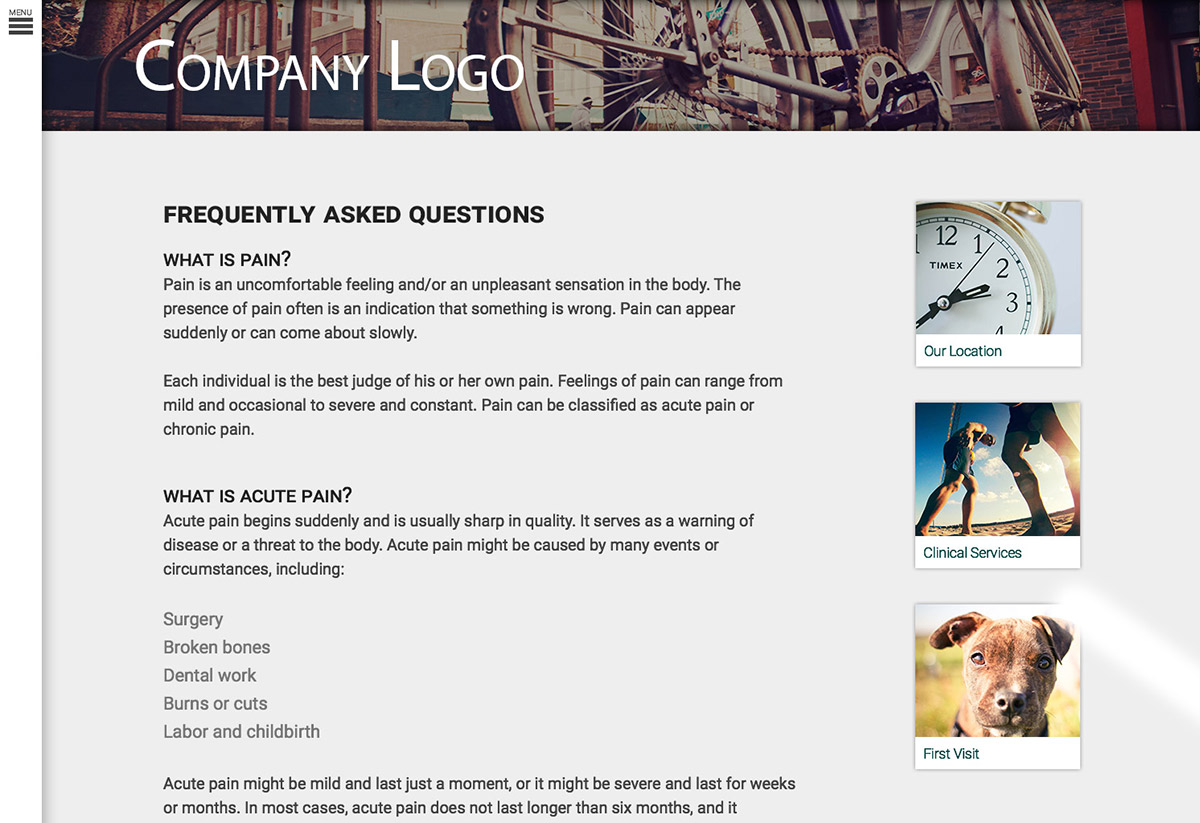 MENU
COMPANY LOGO
FREQUENTLY ASKED QUESTIONS
WHAT IS PAIN?
Pain is an uncomfortable feeling and/or an unpleasant sensation in the body. The
presence of pain often is an indication that something is wrong. Pain can appear
suddenly or can come about slowly.
Each individual is the best judge of his or her own pain. Feelings of pain can range from
mild and occasional to severe and constant. Pain can be classified as acute pain or
chronic pain.
WHAT IS ACUTE PAIN?
Acute pain begins suddenly and is usually sharp in quality. It serves as a warning of
disease or a threat to the body. Acute pain might be caused by many events or
circumstances, including:
Surgery
Broken bones
Dental work
Burns or cuts
Labor and childbirth
Acute pain might be mild and last just a moment, or it might be severe and last for weeks
or months. In most cases, acute pain does not last longer than six months, and it
12
1
2
TIMEX
3
4
Our Location
Clinical Services
First Visit